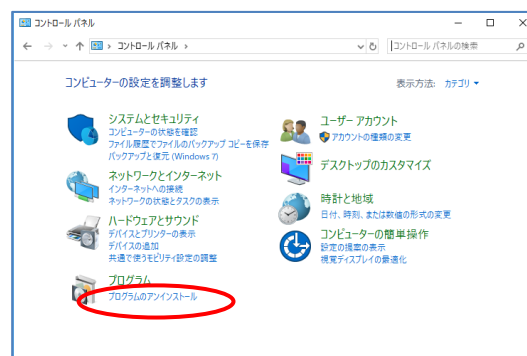 コントロール パネル
コントロール パネル
コントロール パネルの検索
コンピューターの設定を調整します
表示方法: カテゴリ
システムとセキュリティ
コンピューターの状態を確認
ファイル履歴でファイルのバックアップ コピーを保存
バックアップと復元 (Windows 7)
ネットワークとインターネット
インターネットへの接続
ネットワークの状態とタスクの表示
ハードウェアとサウンド
デバイスとプリンターの表示
デバイスの追加
共通で使うモビリティ設定の調整
プログラム
プログラムのアンインストール
ユーザー アカウント
アカウントの種類の変更
デスクトップのカスタマイズ
時計と地域
日付、時刻、または数値の形式の変更
コンピューターの簡単操作
設定の提案の表示
視覚ディスプレイの最適化